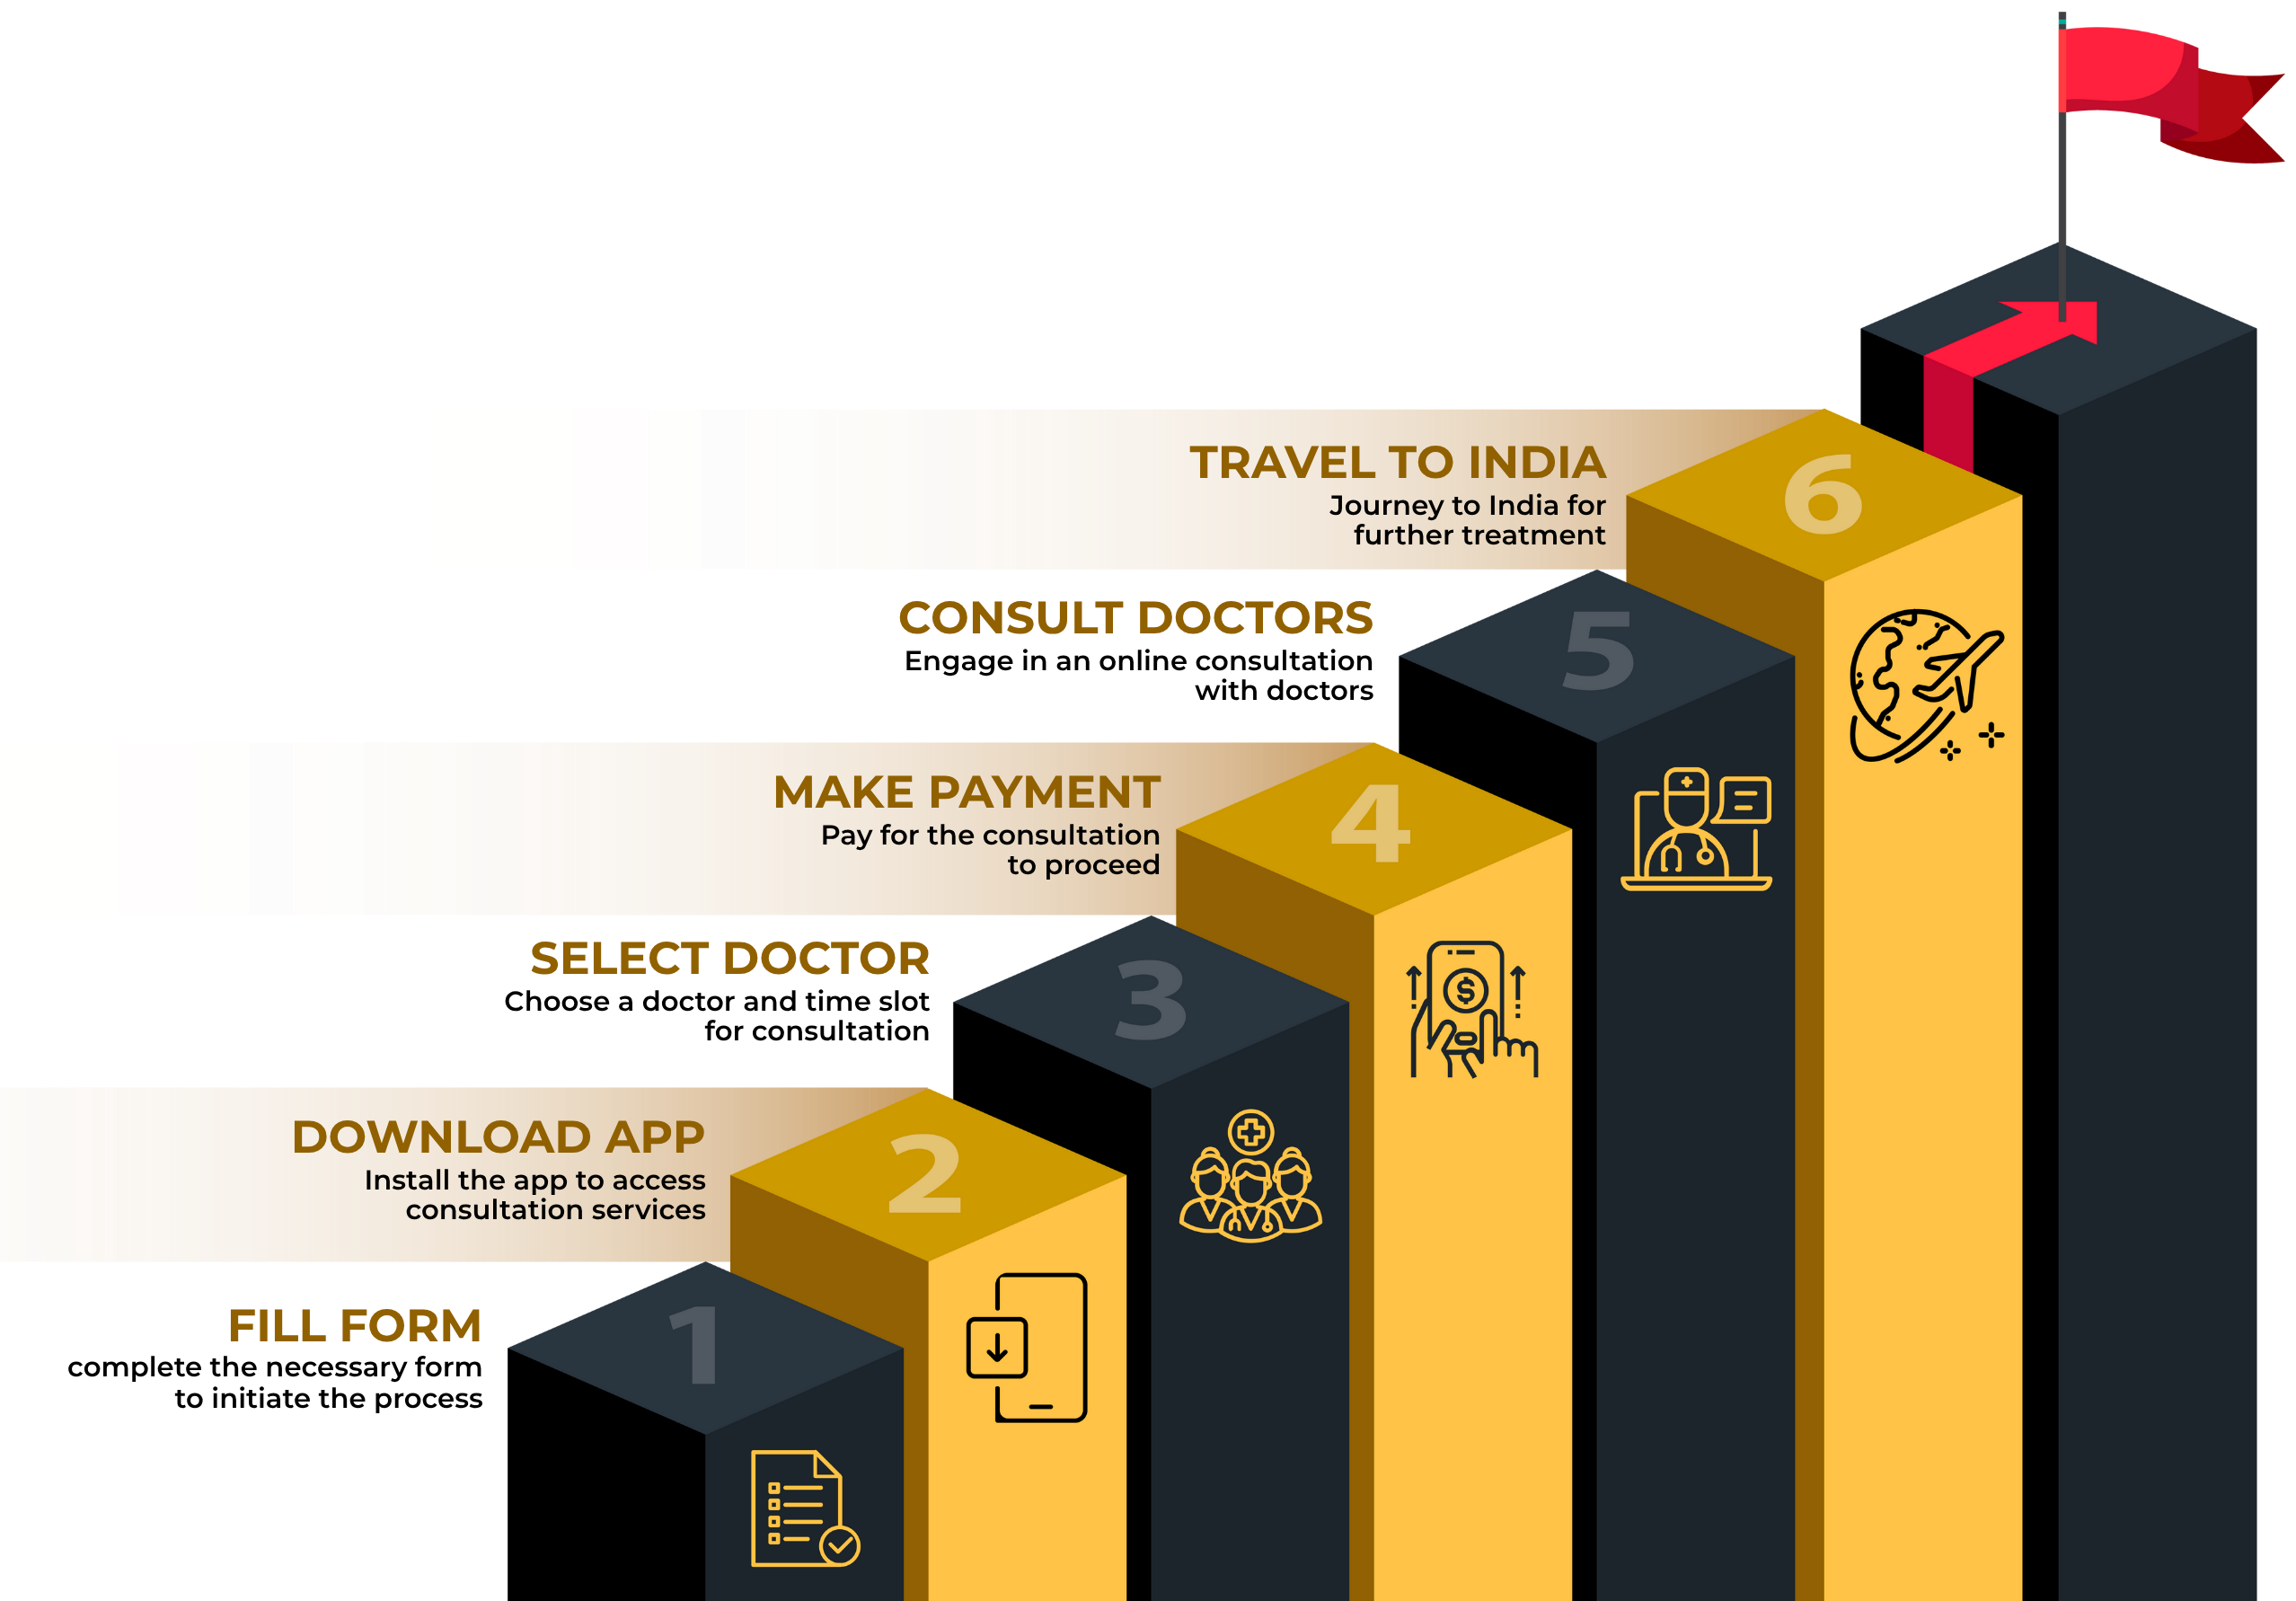 TRAVEL TO INDIA
Journey to India for
further treatment
6
CONSULT DOCTORS
Engage in an online consultation
with doctors
5
MAKE PAYMENT
Pay for the consultation
to proceed
4
$
SELECT DOCTOR
Choose a doctor and time slot
for consultation
3
DOWNLOAD APP
Install the app to access
consultation services
2
FILL FORM
complete the necessary form
to initiate the process
1